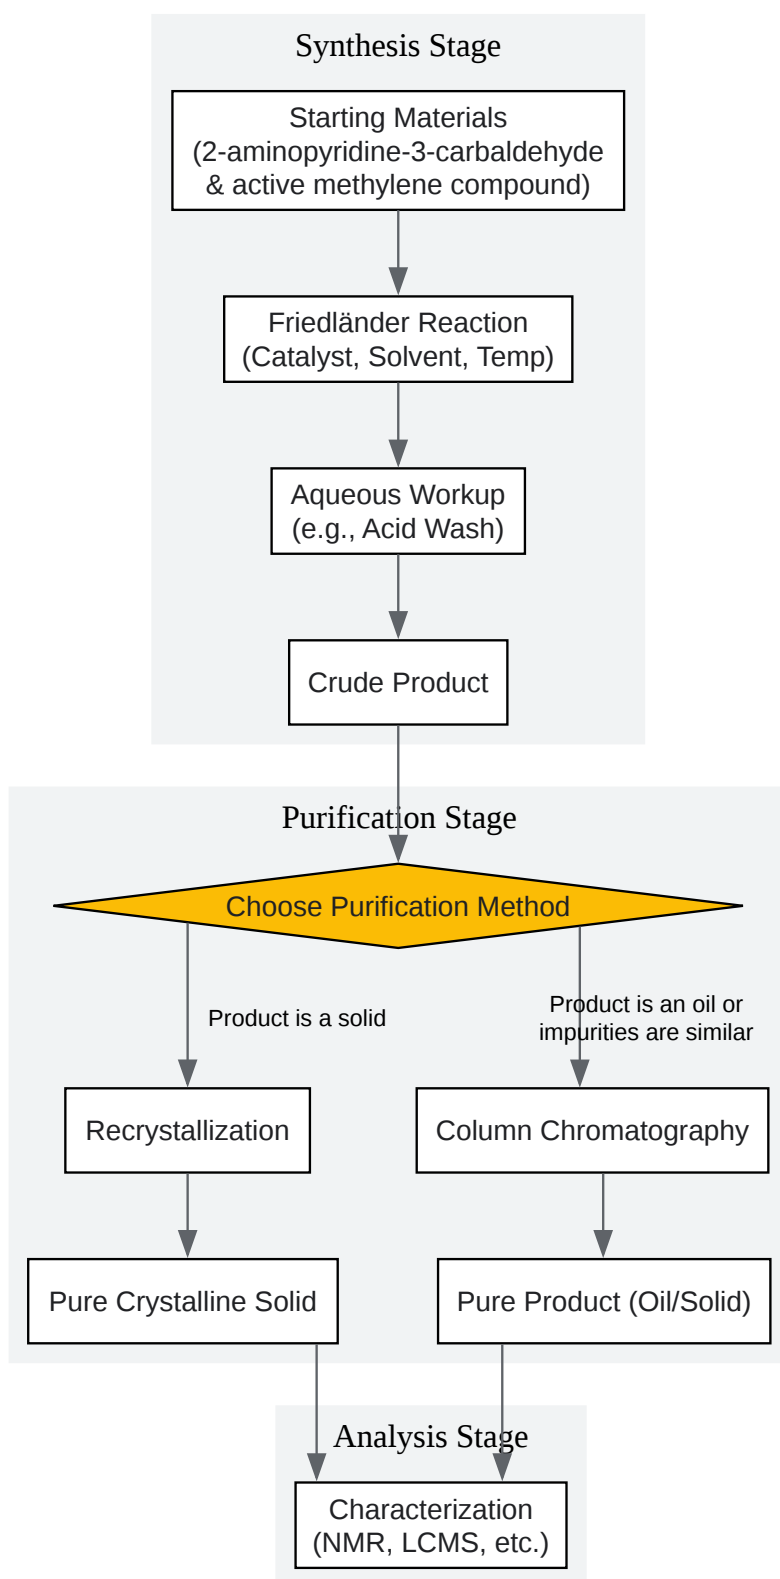 Synthesis Stage
Starting Materials
(2-aminopyridine-3-carbaldehyde
& active methylene compound)
Friedländer Reaction
(Catalyst, Solvent, Temp)
Aqueous Workup
(e.g., Acid Wash)
Crude Product
Purification Stage
Choose Purification Method
Product is a solid
Product is an oil or
impurities are similar
Recrystallization
Column Chromatography
Pure Crystalline Solid
Pure Product (Oil/Solid)
Analysis Stage
Characterization
(NMR, LCMS, etc.)